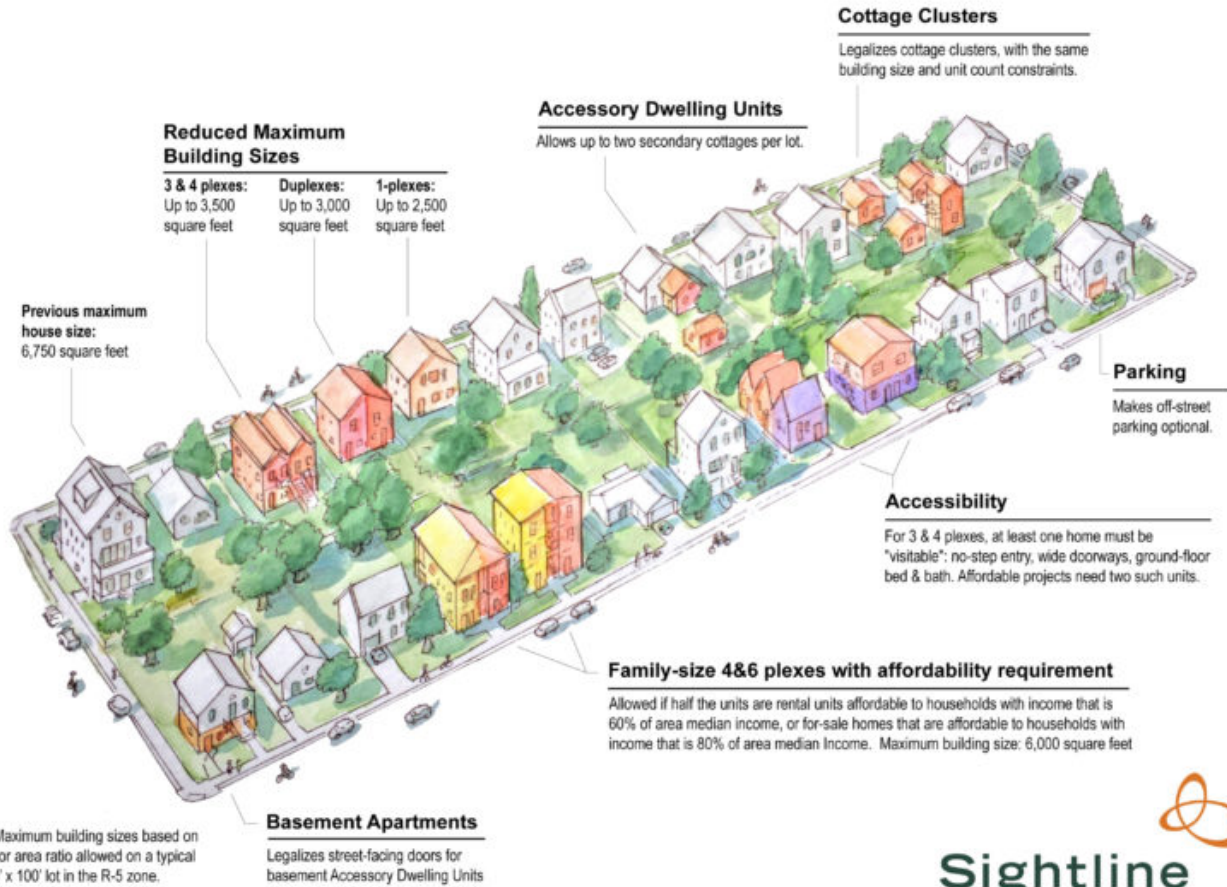 Cottage Clusters
Legalizes cottage clusters, with the same
building size and unit count constraints.
Accessory Dwelling Units
Allows up to two secondary cottages per lot.
Reduced Maximum
Building Sizes
3 & 4 plexes:
Up to 3,500
square feet
Duplexes:
Up to 3,000
square feet
1-plexes:
Up to 2,500
square feet
Previous maximum
house size:
6,750 square feet
Parking
Makes off-street
parking optional.
Accessibility
For 3 & 4 plexes, at least one home must be
"visitable": no-step entry, wide doorways, ground-floor
bed & bath. Affordable projects need two such units.
Family-size 4&6 plexes with affordability requirement
Allowed if half the units are rental units affordable to households with income that is
60% of area median income, or for-sale homes that are affordable to households with
income that is 80% of area median Income. Maximum building size: 6,000 square feet
Basement Apartments
Legalizes street-facing doors for
basement Accessory Dwelling Units
Maximum building sizes based on
or area ratio allowed on a typical
' x 100' lot in the R-5 zone.
Sightline